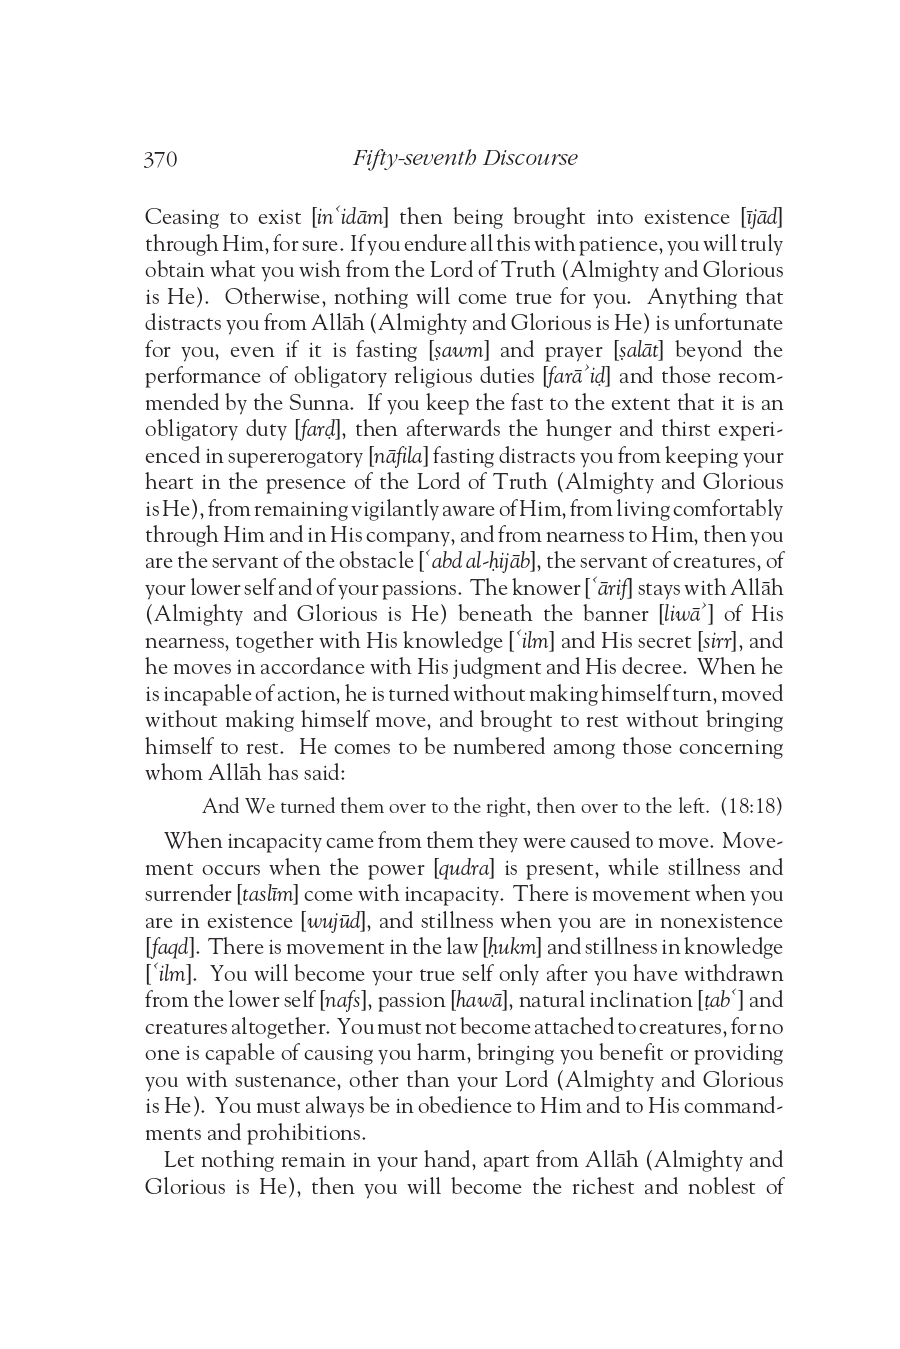 370
Fifty-seventh Discourse
Ceasing to exist [inʿidām] then being brought into existence [ījād]
through Him, for sure. If you endure all this with patience, you will truly
obtain what you wish from the Lord of Truth (Almighty and Glorious
is He). Otherwise, nothing will come true for you. Anything that
distracts you from Allāh (Almighty and Glorious is He) is unfortunate
for you, even if it is fasting [ṣawm] and prayer [ṣalāt] beyond the
performance of obligatory religious duties [farāʾiḍ] and those recom-
mended by the Sunna. If you keep the fast to the extent that it is an
obligatory duty [farḍ], then afterwards the hunger and thirst experi-
enced in supererogatory [nāfila] fasting distracts you from keeping your
heart in the presence of the Lord of Truth (Almighty and Glorious
is He), from remaining vigilantly aware of Him, from living comfortably
through Him and in His company, and from nearness to Him, then you
are the servant of the obstacle [ʿabd al-ḥijāb], the servant of creatures, of
your lower self and of your passions. The knower [ʿārif] stays with Allāh
(Almighty and Glorious is He) beneath the banner [liwāʾ] of His
nearness, together with His knowledge [ʿilm] and His secret [sirr], and
he moves in accordance with His judgment and His decree. When he
is incapable of action, he is turned without making himself turn, moved
without making himself move, and brought to rest without bringing
himself to rest. He comes to be numbered among those concerning
whom Allāh has said:
And We turned them over to the right, then over to the left. (18:18)
When incapacity came from them they were caused to move. Move-
ment occurs when the power [qudra] is present, while stillness and
surrender [taslīm] come with incapacity. There is movement when you
are in existence [wujūd], and stillness when you are in nonexistence
[faqd]. There is movement in the law [ḥukm] and stillness in knowledge
[ʿilm]. You will become your true self only after you have withdrawn
from the lower self [nafs], passion [hawā], natural inclination [ṭabʿ] and
creatures altogether. You must not become attached to creatures, for no
one is capable of causing you harm, bringing you benefit or providing
you with sustenance, other than your Lord (Almighty and Glorious
is He). You must always be in obedience to Him and to His command-
ments and prohibitions.
Let nothing remain in your hand, apart from Allāh (Almighty and
Glorious is He), then you will become the richest and noblest of